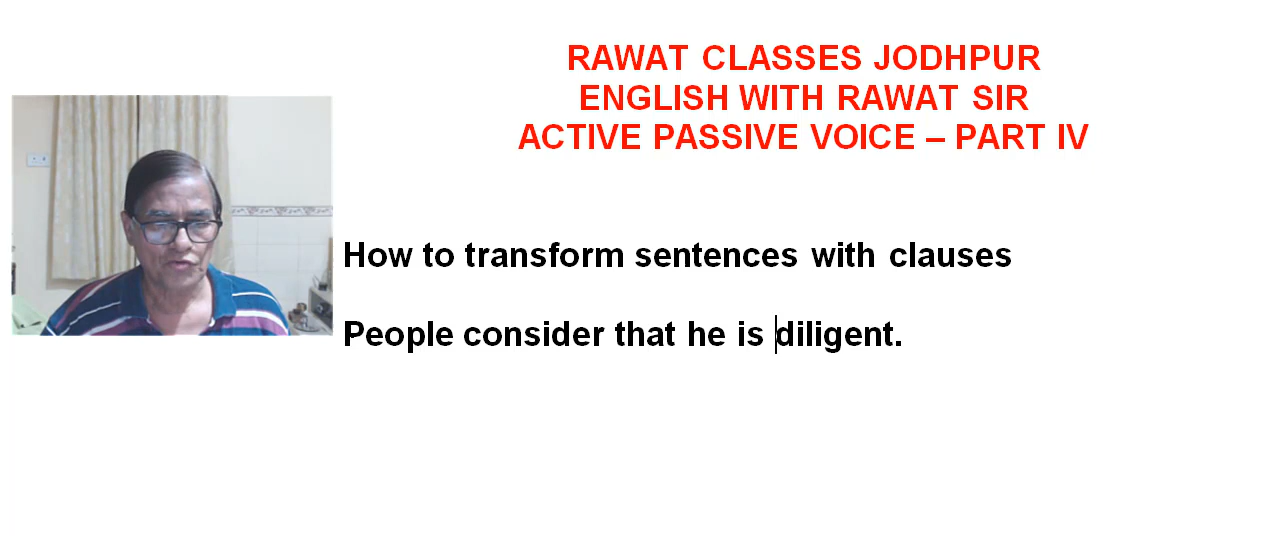 RAWAT CLASSES JODHPUR
ENGLISH WITH RAWAT SIR
ACTIVE PASSIVE VOICE – PART IV
How to transform sentences with clauses
People consider that he is diligent.